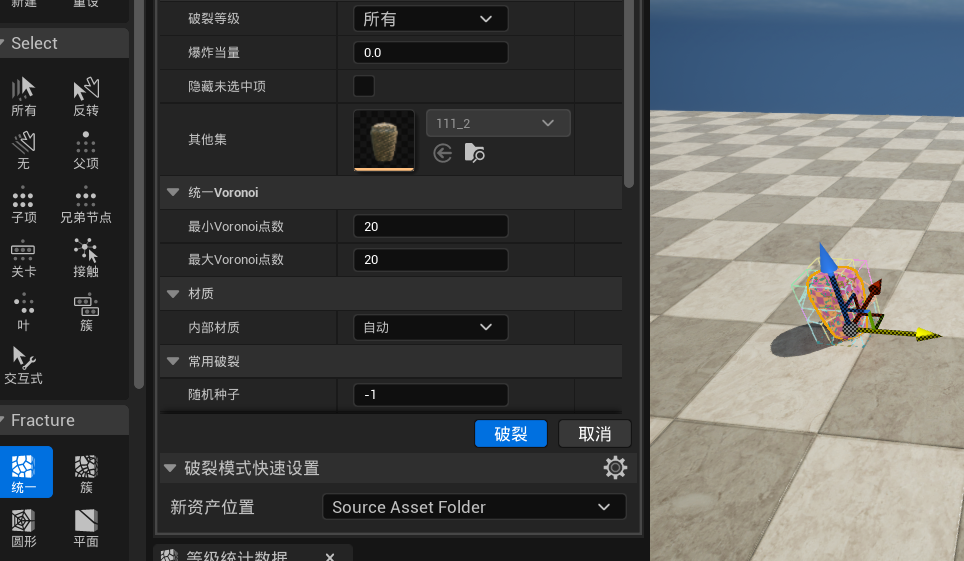 新建
重设
Select
所有
反转
无
父项
子项
兄弟节点
关卡
接触
叶
簇
交互式
Fracture
统一
簇
圆形
平面
破裂等级
所有
爆炸当量
0.0
隐藏未选中项
其他集
111_2
统一Voronoi
最小Voronoi点数
20
最大Voronoi点数
20
材质
内部材质
自动
常用破裂
随机种子
-1
破裂
取消
破裂模式快速设置
新资产位置
Source Asset Folder
等级统计数据